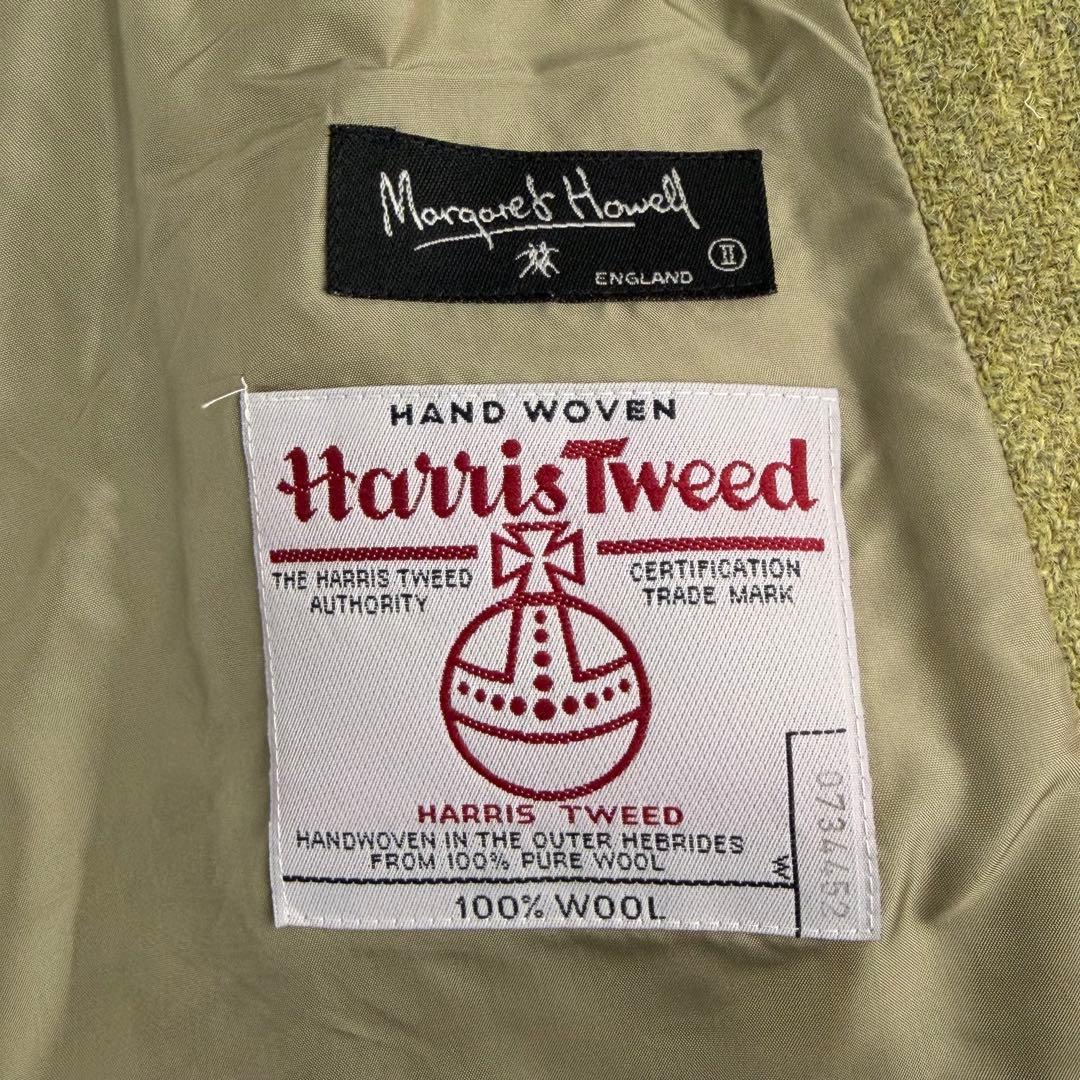 Margaret Howell
ENGLAND
II
HAND WOVEN
Harris Tweed
THE HARRIS TWEED
AUTHORITY
CERTIFICATION
TRADE MARK
HARRIS TWEED
HANDWOVEN IN THE OUTER HEBRIDES
FROM 100% PURE WOOL
100% WOOL
W
0734452